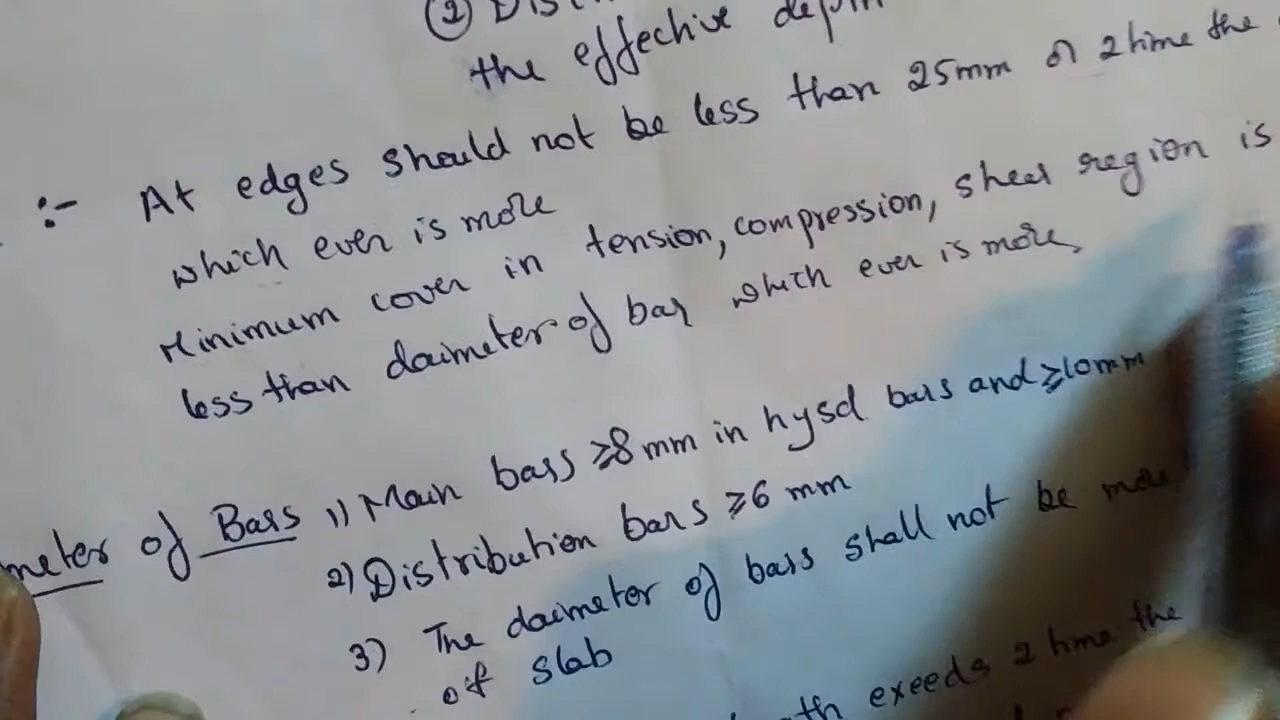 (2)
the effective
:- At edges should not be less than 25mm or 2 time the
which ever is more
Minimum cover in tension, compression, shear region is
less than daimeter of bar which ever is more,
meter of Bars 1) Main bars ≥8mm in hysd bars and ≥10mm
2) Distribution bars ≥6 mm
3) The daimeter of bars shall not be more
of slab
exeeds 2 time the